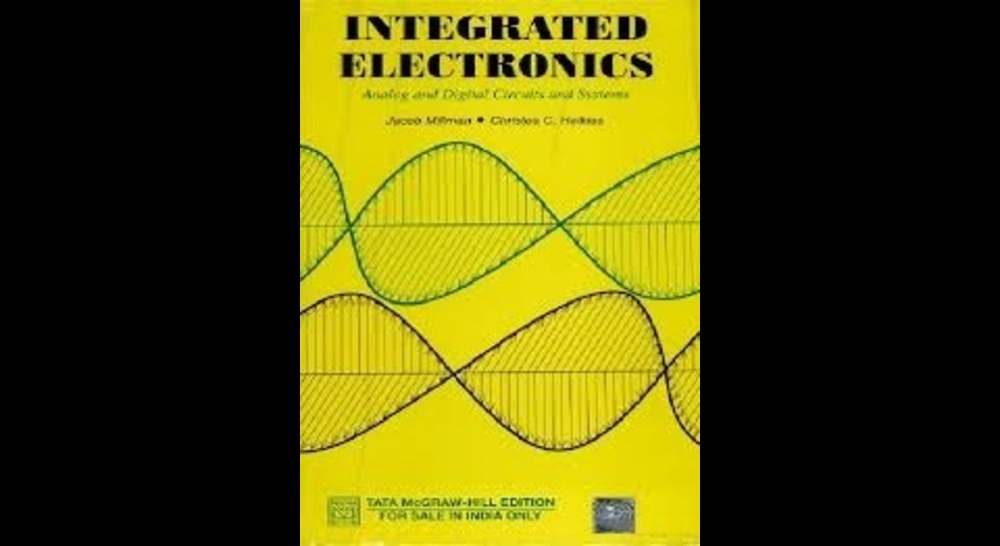 INTEGRATED
ELECTRONICS
Analog and Digital Circuits and Systems
Jacob Millman • Christos C. Halkias
TATA McGRAW-HILL EDITION
FOR SALE IN INDIA ONLY